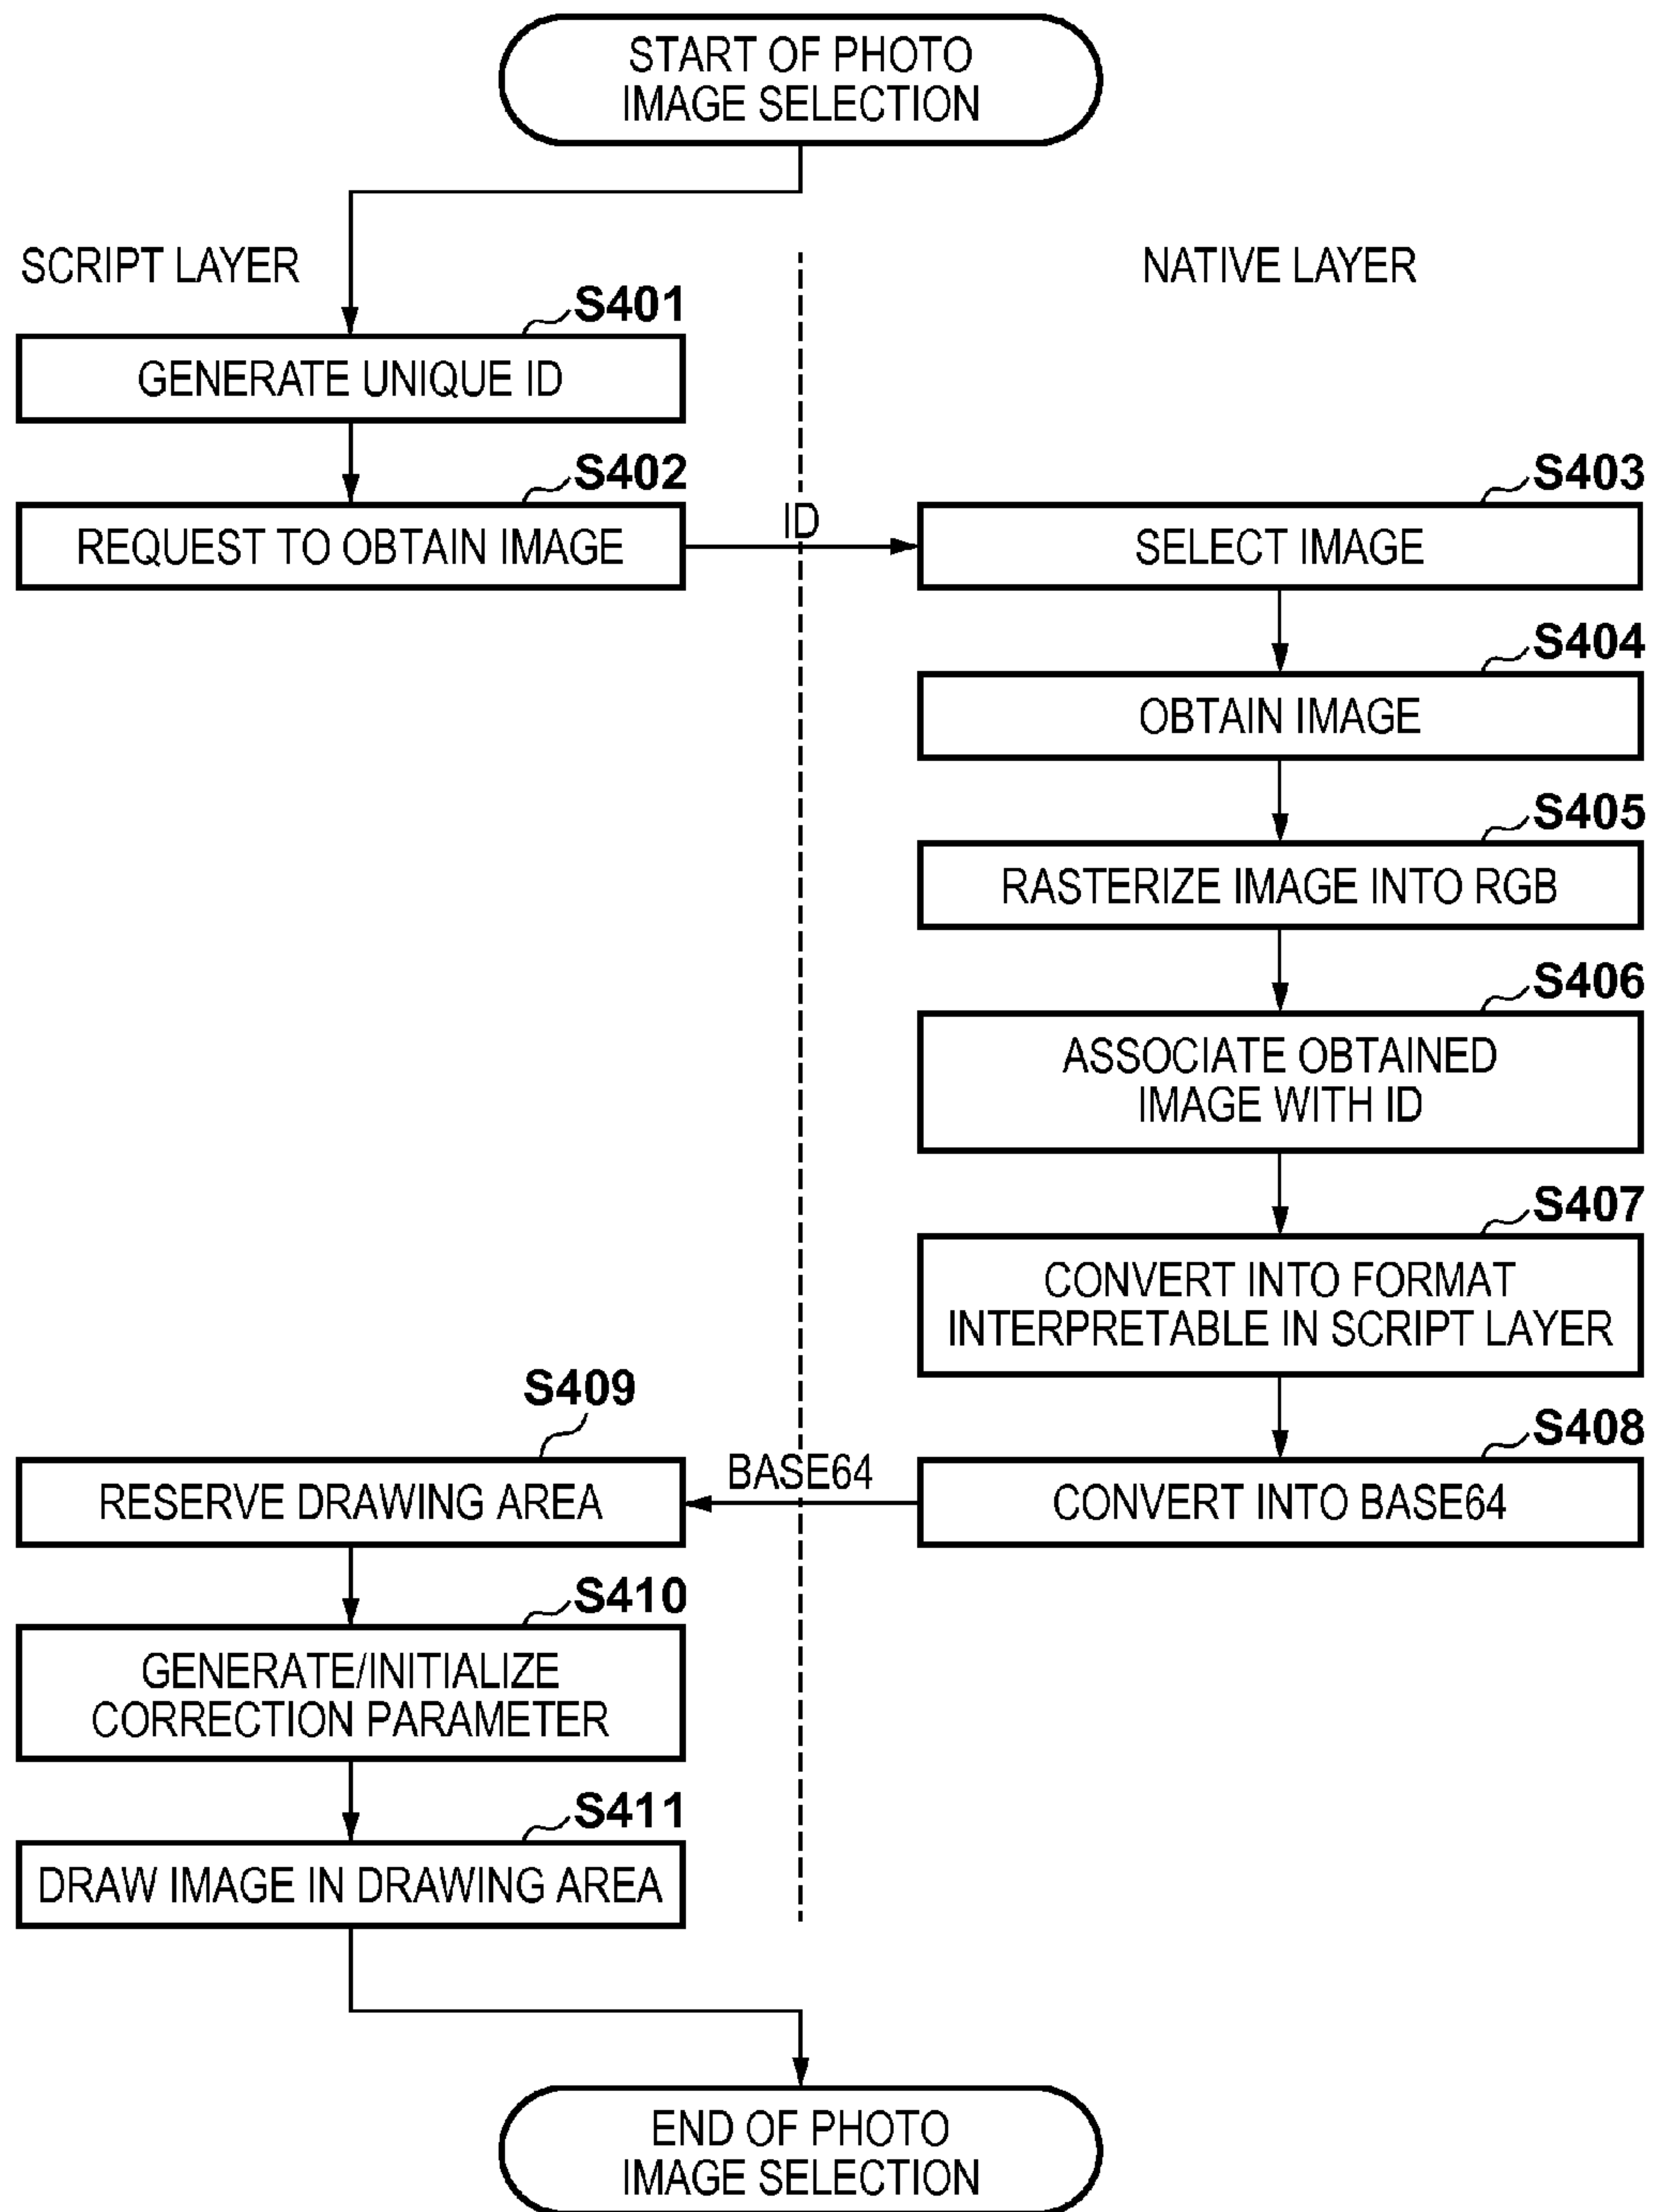 START OF PHOTO
IMAGE SELECTION
SCRIPT LAYER
NATIVE LAYER
S401
GENERATE UNIQUE ID
S402
REQUEST TO OBTAIN IMAGE
ID
S403
SELECT IMAGE
S404
OBTAIN IMAGE
S405
RASTERIZE IMAGE INTO RGB
S406
ASSOCIATE OBTAINED
IMAGE WITH ID
S407
CONVERT INTO FORMAT
INTERPRETABLE IN SCRIPT LAYER
S408
CONVERT INTO BASE64
BASE64
S409
RESERVE DRAWING AREA
S410
GENERATE/INITIALIZE
CORRECTION PARAMETER
S411
DRAW IMAGE IN DRAWING AREA
END OF PHOTO
IMAGE SELECTION